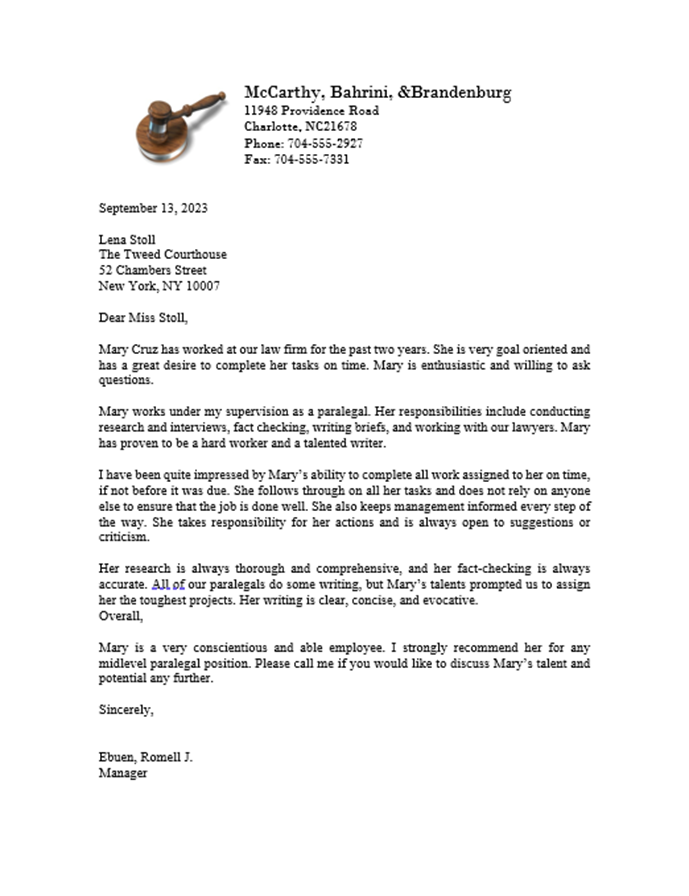 McCarthy, Bahrini, &Brandenburg
11948 Providence Road
Charlotte, NC21678
Phone: 704-555-2927
Fax: 704-555-7331
September 13, 2023
Lena Stoll
The Tweed Courthouse
52 Chambers Street
New York, NY 10007
Dear Miss Stoll,
Mary Cruz has worked at our law firm for the past two years. She is very goal oriented and
has a great desire to complete her tasks on time. Mary is enthusiastic and willing to ask
questions.
Mary works under my supervision as a paralegal. Her responsibilities include conducting
research and interviews, fact checking, writing briefs, and working with our lawyers. Mary
has proven to be a hard worker and a talented writer.
I have been quite impressed by Mary’s ability to complete all work assigned to her on time,
if not before it was due. She follows through on all her tasks and does not rely on anyone
else to ensure that the job is done well. She also keeps management informed every step of
the way. She takes responsibility for her actions and is always open to suggestions or
criticism.
Her research is always thorough and comprehensive, and her fact-checking is always
accurate. All of our paralegals do some writing, but Mary’s talents prompted us to assign
her the toughest projects. Her writing is clear, concise, and evocative.
Overall,
Mary is a very conscientious and able employee. I strongly recommend her for any
midlevel paralegal position. Please call me if you would like to discuss Mary’s talent and
potential any further.
Sincerely,
Ebuen, Romell J.
Manager